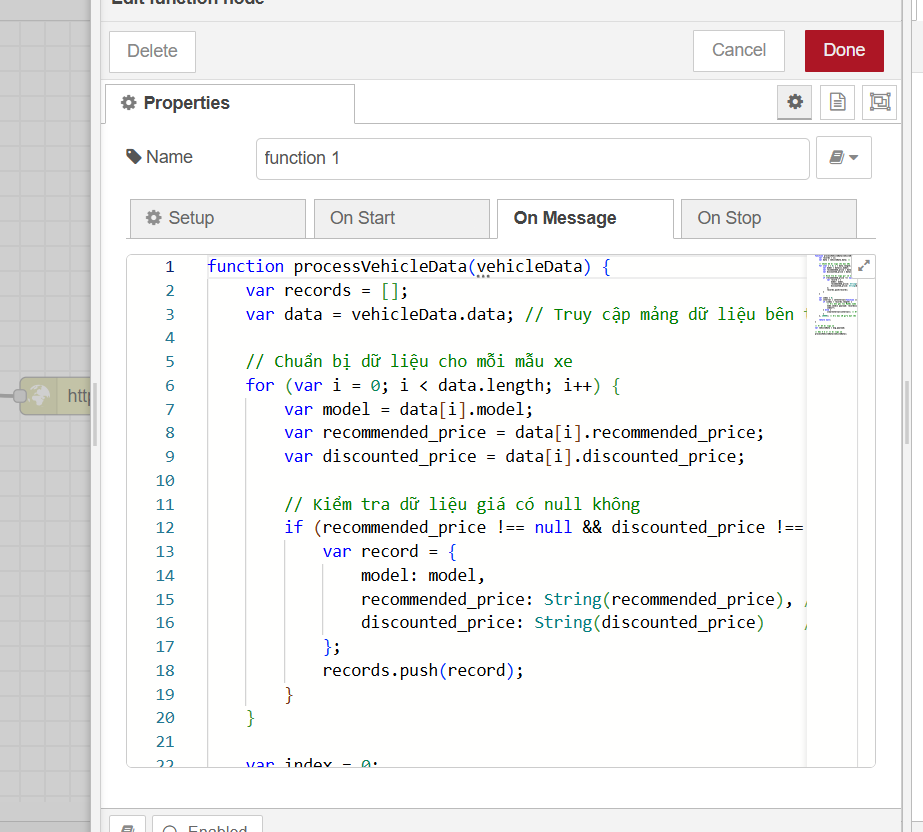 Edit function node
Delete
Cancel
Done
Properties
Name
function 1
Setup
On Start
On Message
On Stop
1 function processVehicleData(vehicleData) {
2 var records = [];
3 var data = vehicleData.data; // Truy cập mảng dữ liệu bên
4
5 // Chuẩn bị dữ liệu cho mỗi mẫu xe
6 for (var i = 0; i < data.length; i++) {
7 var model = data[i].model;
8 var recommended_price = data[i].recommended_price;
9 var discounted_price = data[i].discounted_price;
10
11 // Kiểm tra dữ liệu giá có null không
12 if (recommended_price !== null && discounted_price !==
13 var record = {
14 model: model,
15 recommended_price: String(recommended_price), /
16 discounted_price: String(discounted_price) /
17 };
18 records.push(record);
19 }
20 }
21
22 var index = 0;
htt
Enabled